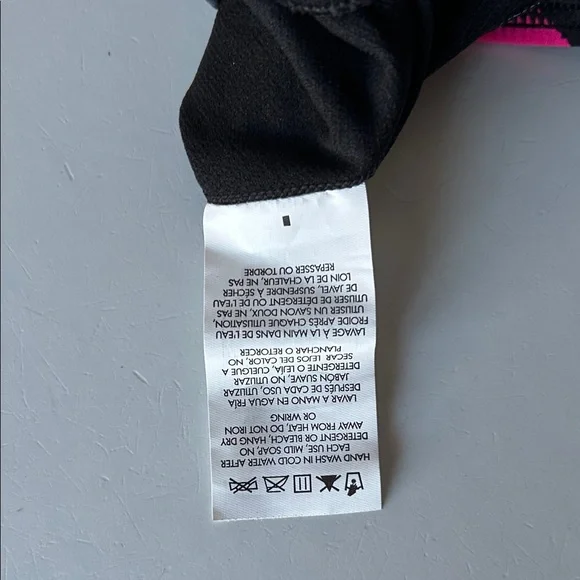 HAND WASH IN COLD WATER AFTER
EACH USE, MILD SOAP, NO
DETERGENT OR BLEACH, HANG DRY
AWAY FROM HEAT, DO NOT IRON
OR WRING
LAVAR A MANO EN AGUA FRÍA
DESPUÉS DE CADA USO, UTILIZAR
JABÓN SUAVE, NO UTILIZAR
DETERGENTE O LEJÍA, CUELGUE A
SECAR LEJOS DEL CALOR, NO
PLANCHAR O RETORCER
LAVAGE À LA MAIN DANS DE L'EAU
FROIDE APRÈS CHAQUE UTILISATION,
UTILISER UN SAVON DOUX, NE PAS
UTILISER DE DÉTERGENT OU DE L'EAU
DE JAVEL, SUSPENDRE À SÉCHER
LOIN DE LA CHALEUR, NE PAS
REPASSER OU TORDRE